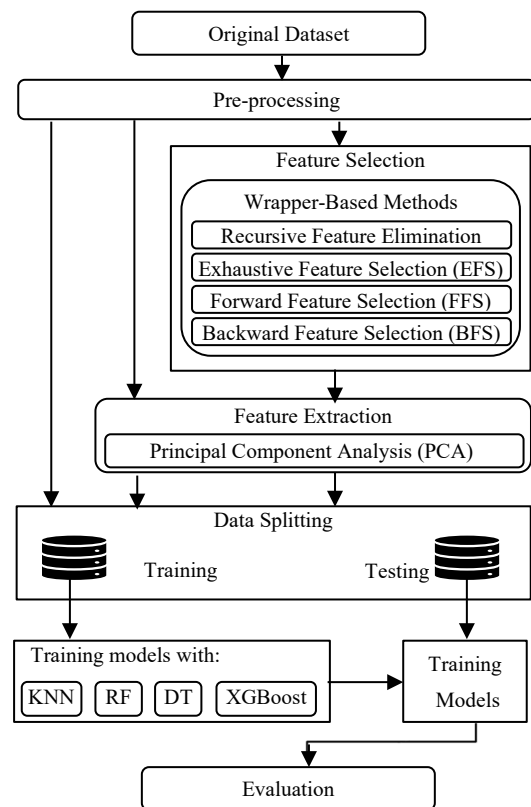 Original Dataset
Pre-processing
Feature Selection
Wrapper-Based Methods
Recursive Feature Elimination
Exhaustive Feature Selection (EFS)
Forward Feature Selection (FFS)
Backward Feature Selection (BFS)
Feature Extraction
Principal Component Analysis (PCA)
Data Splitting
Training
Testing
Training models with:
KNN
RF
DT
XGBoost
Training
Models
Evaluation